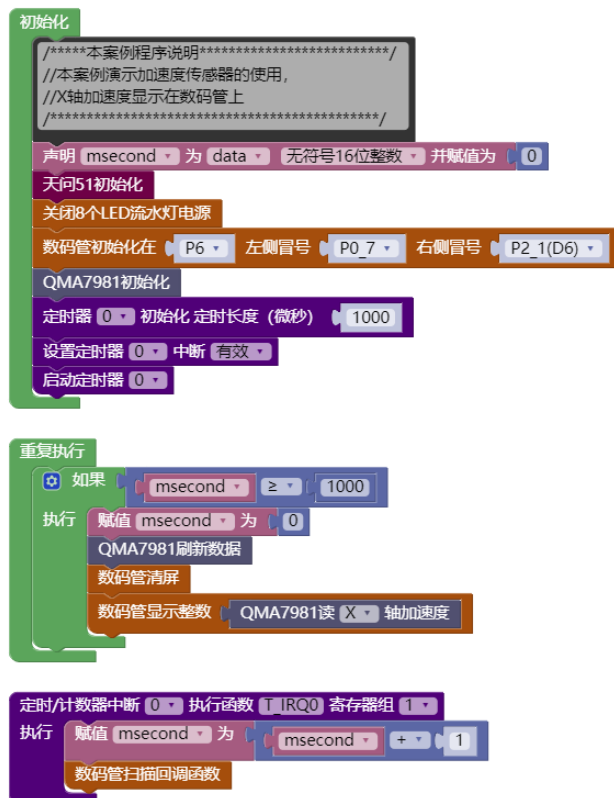 初始化
/*****本案例程序说明**************************/
//本案例演示加速度传感器的使用，
//X轴加速度显示在数码管上
/*********************************************/
声明 msecond 为 data 无符号16位整数 并赋值为 0
天问51初始化
关闭8个LED流水灯电源
数码管初始化在 P6 左侧冒号 P0_7 右侧冒号 P2_1(D6)
QMA7981初始化
定时器 0 初始化 定时长度（微秒） 1000
设置定时器 0 中断 有效
启动定时器 0
重复执行
如果 msecond ≥ 1000
执行 赋值 msecond 为 0
QMA7981刷新数据
数码管清屏
数码管显示整数 QMA7981读 X 轴加速度
定时/计数器中断 0 执行函数 T_IRQ0 寄存器组 1
执行 赋值 msecond 为 msecond + 1
数码管扫描回调函数